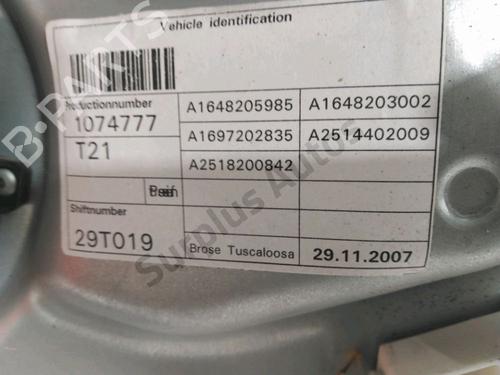 Vehicle identification
Productionnumber
1074777
T21
A1648205985 A1648203002
A1697202835 A2514402009
A2518200842
Shiftnumber
29T019
Brose Tuscaloosa
29.11.2007
B-PARTS
Surplus Autos